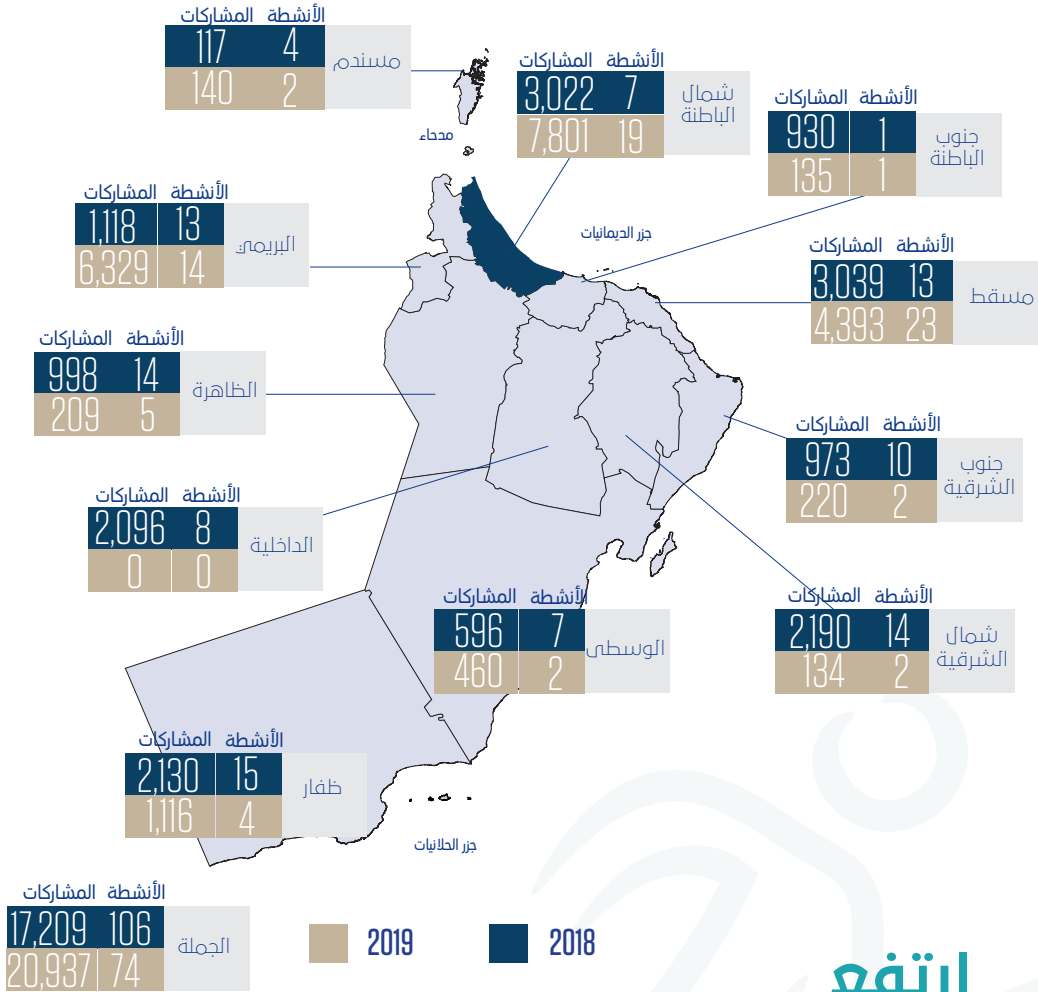 الأنشطة المشاركات
مسندم
4 117
2 140
الأنشطة المشاركات
شمال الباطنة
7 3,022
19 7,801
الأنشطة المشاركات
جنوب الباطنة
1 930
1 135
مدحاء
الأنشطة المشاركات
البريمي
13 1,118
14 6,329
جزر الديمانيات
الأنشطة المشاركات
مسقط
13 3,039
23 4,393
الأنشطة المشاركات
الظاهرة
14 998
5 209
الأنشطة المشاركات
جنوب الشرقية
10 973
2 220
الأنشطة المشاركات
الداخلية
8 2,096
0 0
الأنشطة المشاركات
الوسطى
7 596
2 460
الأنشطة المشاركات
شمال الشرقية
14 2,190
2 134
الأنشطة المشاركات
ظفار
15 2,130
4 1,116
جزر الحلانيات
الأنشطة المشاركات
الجملة
106 17,209
74 20,937
2018
2019
ارتفع